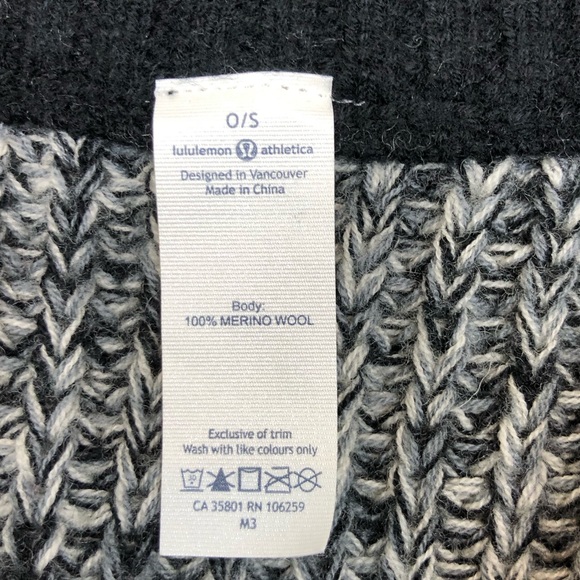 O/S
lululemon athletica
Designed in Vancouver
Made in China
Body:
100% MERINO WOOL
Exclusive of trim
Wash with like colours only
30
CA 35801 RN 106259
M3